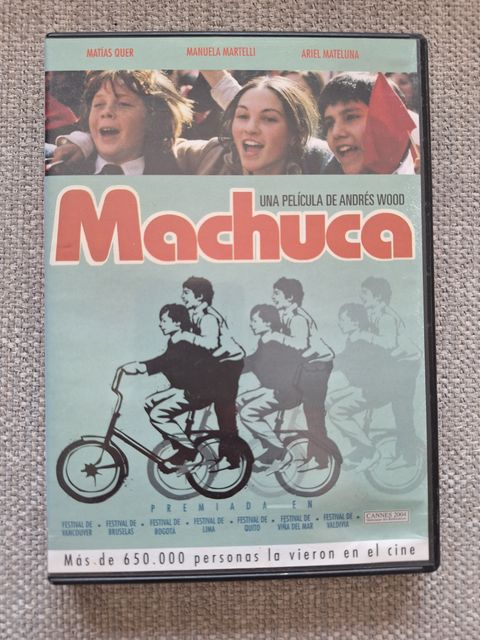 MATÍAS QUER MANUELA MARTELLI ARIEL MATELUNA
UNA PELÍCULA DE ANDRÉS WOOD
Machuca
PREMIADA EN
FESTIVAL DE VANCOUVER · FESTIVAL DE BRUSELAS · FESTIVAL DE BOGOTÁ · FESTIVAL DE LIMA · FESTIVAL DE QUITO · FESTIVAL DE VIÑA DEL MAR · FESTIVAL DE VALDIVIA
CANNES 2004
Más de 650.000 personas la vieron en el cine